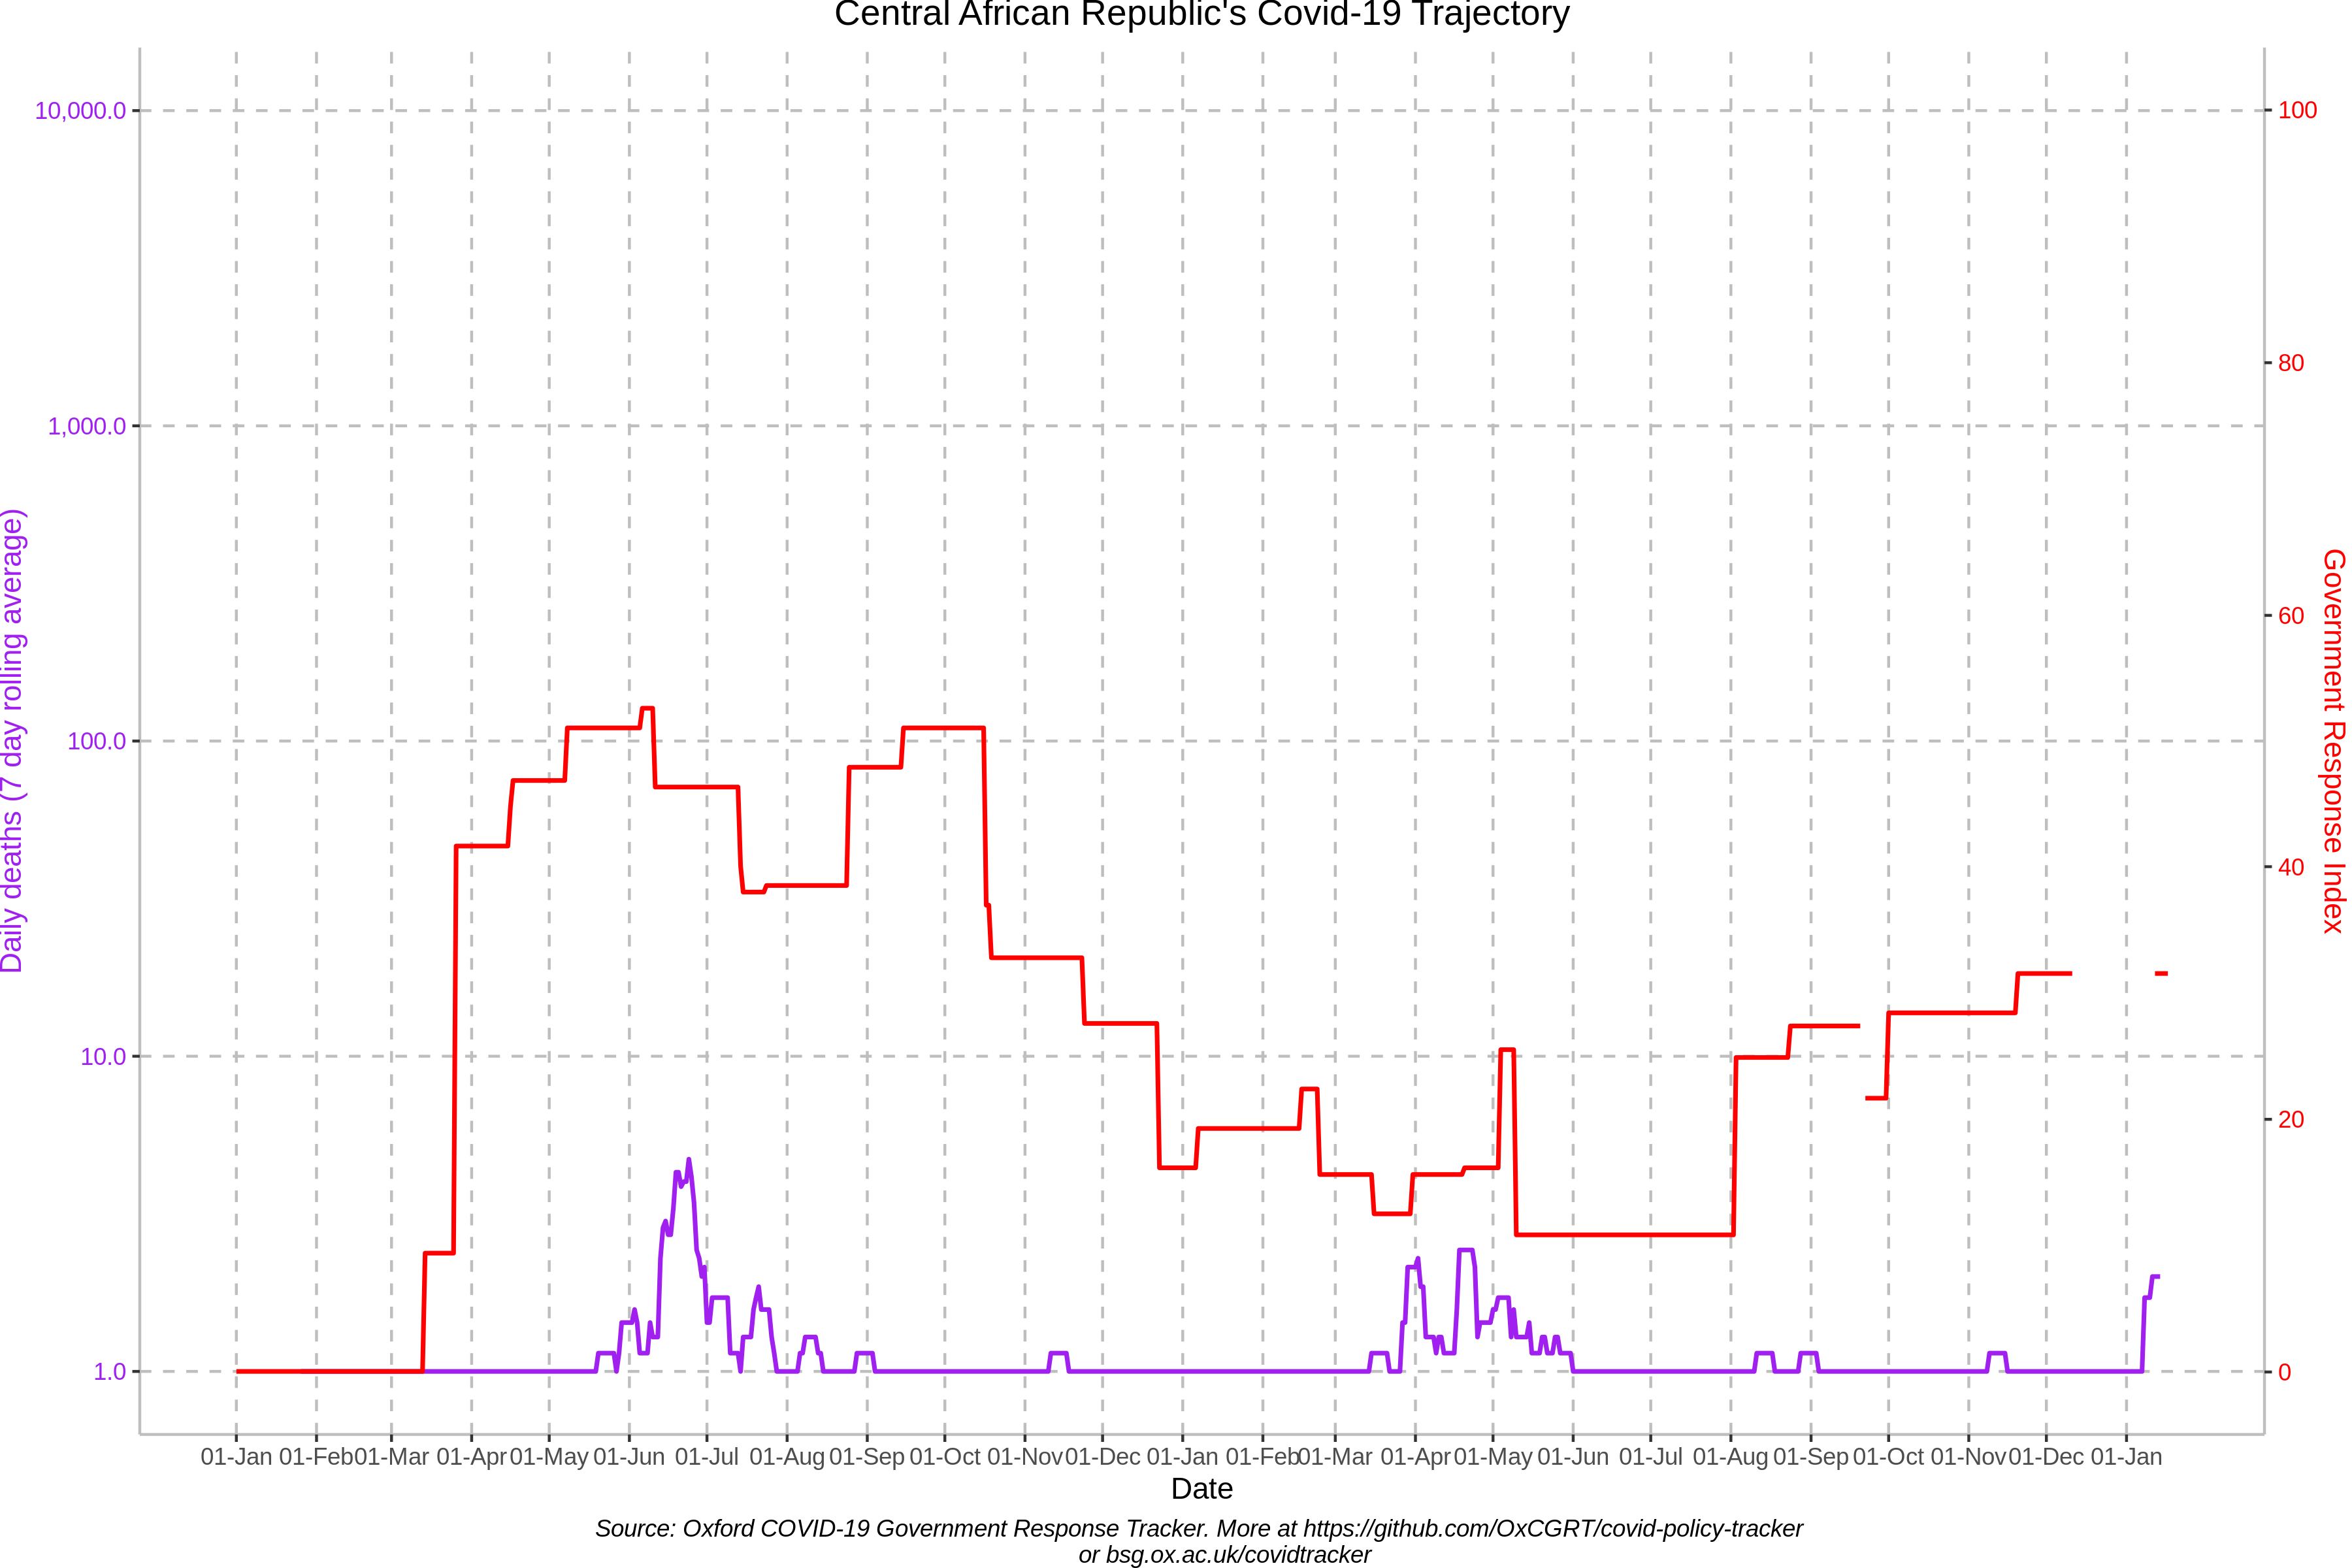 Central African Republic's Covid-19 Trajectory
10,000.0
1,000.0
100.0
10.0
1.0
Daily deaths (7 day rolling average)
100
80
60
40
20
0
Government Response Index
01-Jan 01-Feb 01-Mar 01-Apr 01-May 01-Jun 01-Jul 01-Aug 01-Sep 01-Oct 01-Nov 01-Dec 01-Jan 01-Feb 01-Mar 01-Apr 01-May 01-Jun 01-Jul 01-Aug 01-Sep 01-Oct 01-Nov 01-Dec 01-Jan
Date
Source: Oxford COVID-19 Government Response Tracker. More at https://github.com/OxCGRT/covid-policy-tracker
or bsg.ox.ac.uk/covidtracker